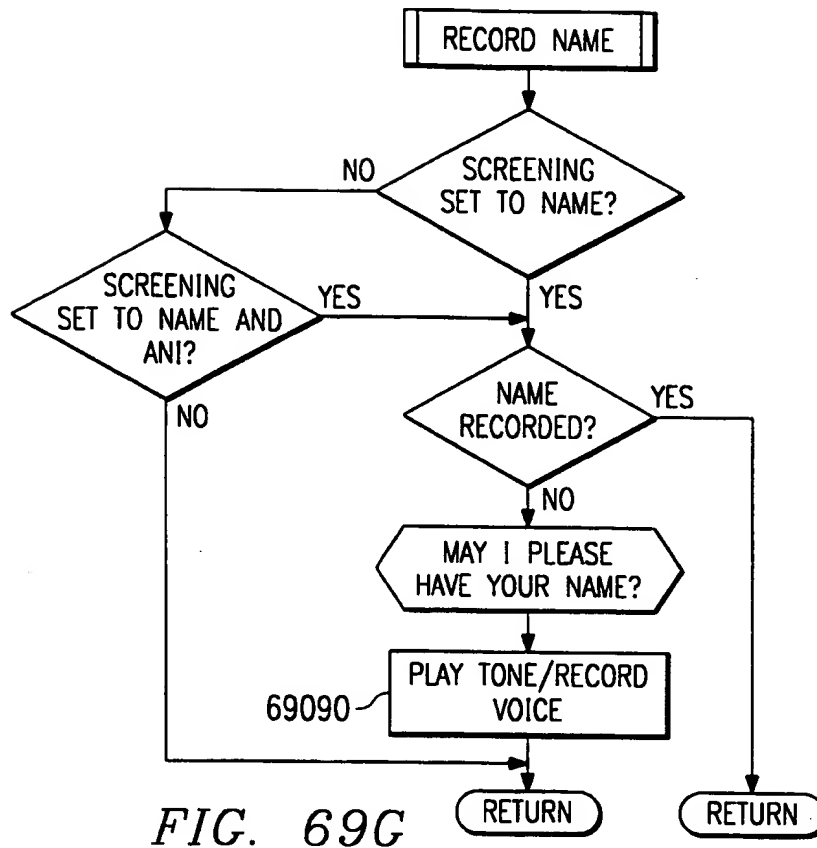 RECORD NAME
SCREENING
SET TO NAME?
NO
YES
SCREENING
SET TO NAME AND
ANI?
YES
NO
NAME
RECORDED?
YES
NO
MAY I PLEASE
HAVE YOUR NAME?
PLAY TONE/RECORD
VOICE
69090
RETURN
RETURN
FIG. 69G